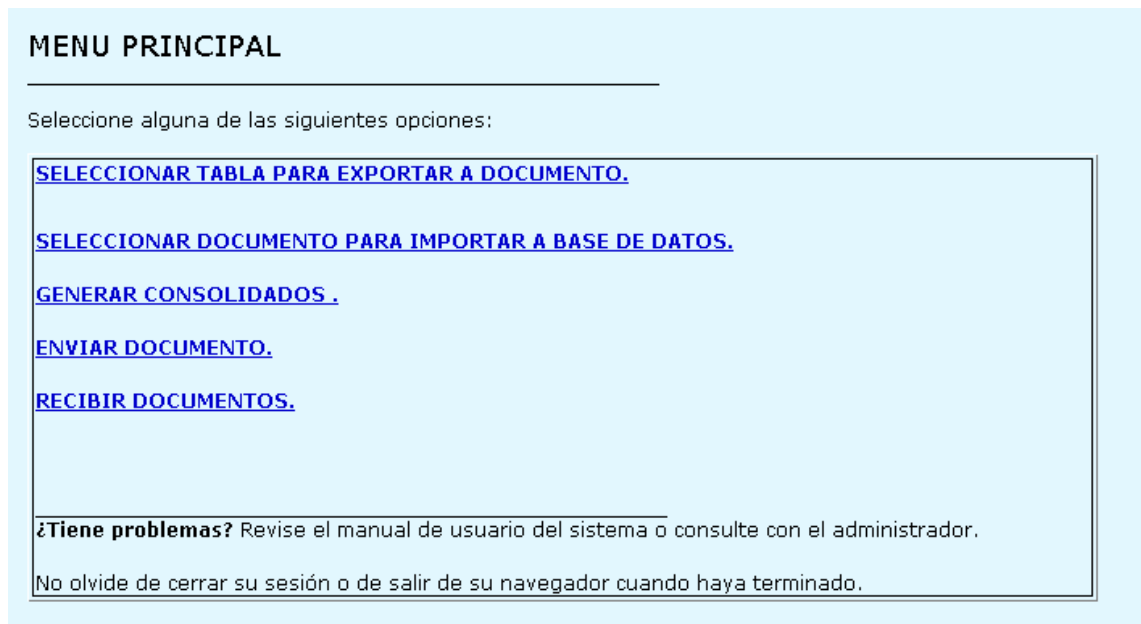 MENU PRINCIPAL
Seleccione alguna de las siguientes opciones:
SELECCIONAR TABLA PARA EXPORTAR A DOCUMENTO.
SELECCIONAR DOCUMENTO PARA IMPORTAR A BASE DE DATOS.
GENERAR CONSOLIDADOS .
ENVIAR DOCUMENTO.
RECIBIR DOCUMENTOS.
¿Tiene problemas? Revise el manual de usuario del sistema o consulte con el administrador.
No olvide de cerrar su sesión o de salir de su navegador cuando haya terminado.